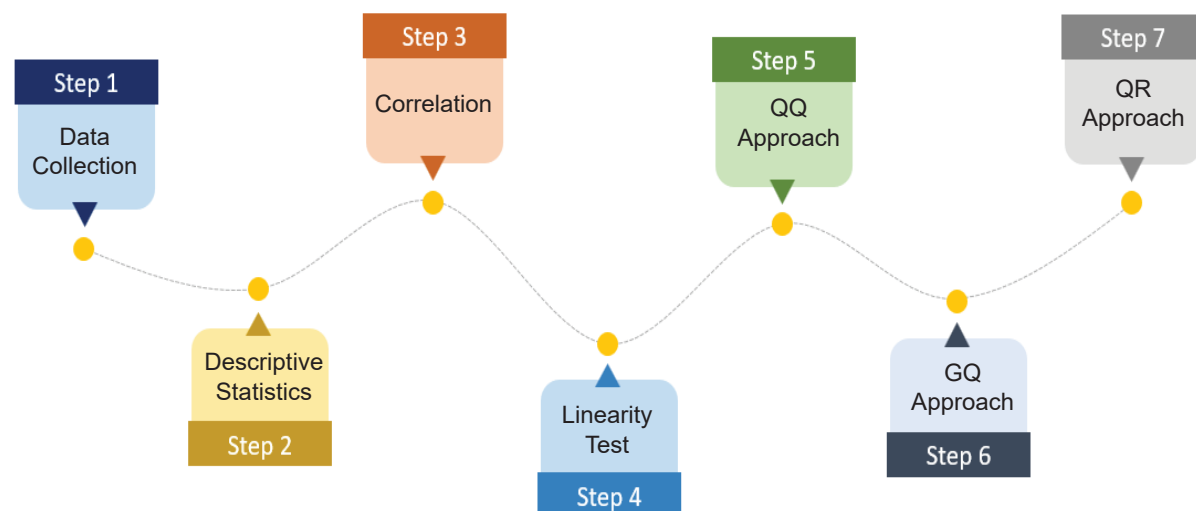 Step 1
Data
Collection
Descriptive
Statistics
Step 2
Step 3
Correlation
Linearity
Test
Step 4
Step 5
QQ
Approach
GQ
Approach
Step 6
Step 7
QR
Approach